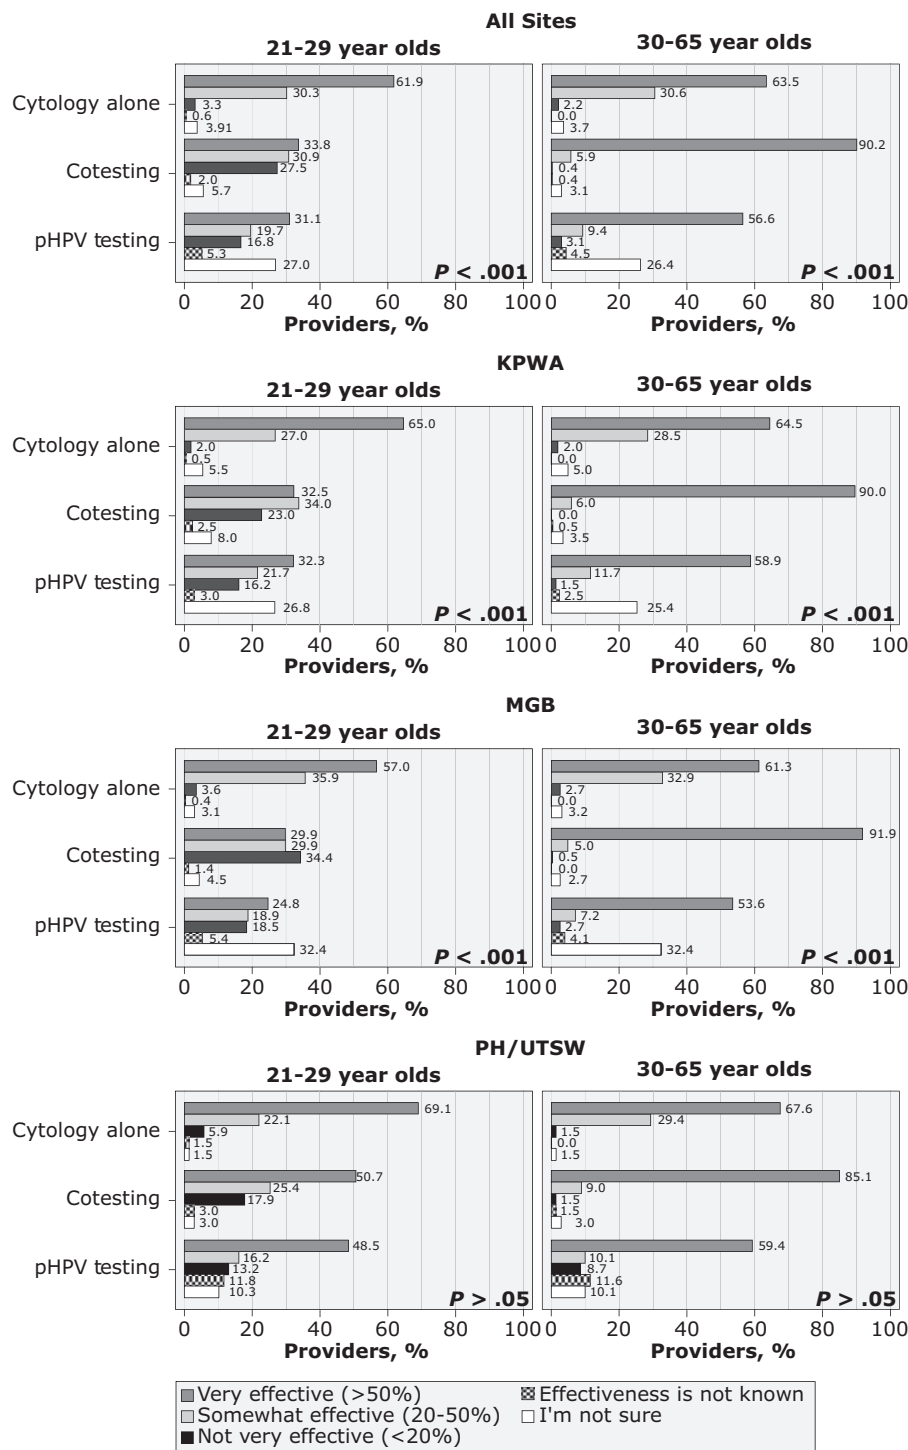 All Sites
21-29 year olds
30-65 year olds
Cytology alone
61.9
30.3
3.3
0.6
3.91
63.5
30.6
2.2
0.0
3.7
Cotesting
33.8
30.9
27.5
2.0
5.7
90.2
5.9
0.4
0.4
3.1
pHPV testing
31.1
19.7
16.8
5.3
27.0
56.6
9.4
3.1
4.5
26.4
P < .001
P < .001
0 20 40 60 80 100
0 20 40 60 80 100
Providers, %
Providers, %
KPWA
21-29 year olds
30-65 year olds
Cytology alone
65.0
27.0
2.0
0.5
5.5
64.5
28.5
2.0
0.0
5.0
Cotesting
32.5
34.0
23.0
2.5
8.0
90.0
6.0
0.0
0.5
3.5
pHPV testing
32.3
21.7
16.2
3.0
26.8
58.9
11.7
1.5
2.5
25.4
P < .001
P < .001
0 20 40 60 80 100
0 20 40 60 80 100
Providers, %
Providers, %
MGB
21-29 year olds
30-65 year olds
Cytology alone
57.0
35.9
3.6
0.4
3.1
61.3
32.9
2.7
0.0
3.2
Cotesting
29.9
29.9
34.4
1.4
4.5
91.9
5.0
0.5
0.0
2.7
pHPV testing
24.8
18.9
18.5
5.4
32.4
53.6
7.2
2.7
4.1
32.4
P < .001
P < .001
0 20 40 60 80 100
0 20 40 60 80 100
Providers, %
Providers, %
PH/UTSW
21-29 year olds
30-65 year olds
Cytology alone
69.1
22.1
5.9
1.5
1.5
67.6
29.4
1.5
0.0
1.5
Cotesting
50.7
25.4
17.9
3.0
3.0
85.1
9.0
1.5
1.5
3.0
pHPV testing
48.5
16.2
13.2
11.8
10.3
59.4
10.1
8.7
11.6
10.1
P > .05
P > .05
0 20 40 60 80 100
0 20 40 60 80 100
Providers, %
Providers, %
Very effective (>50%)
Somewhat effective (20-50%)
Not very effective (<20%)
Effectiveness is not known
I'm not sure